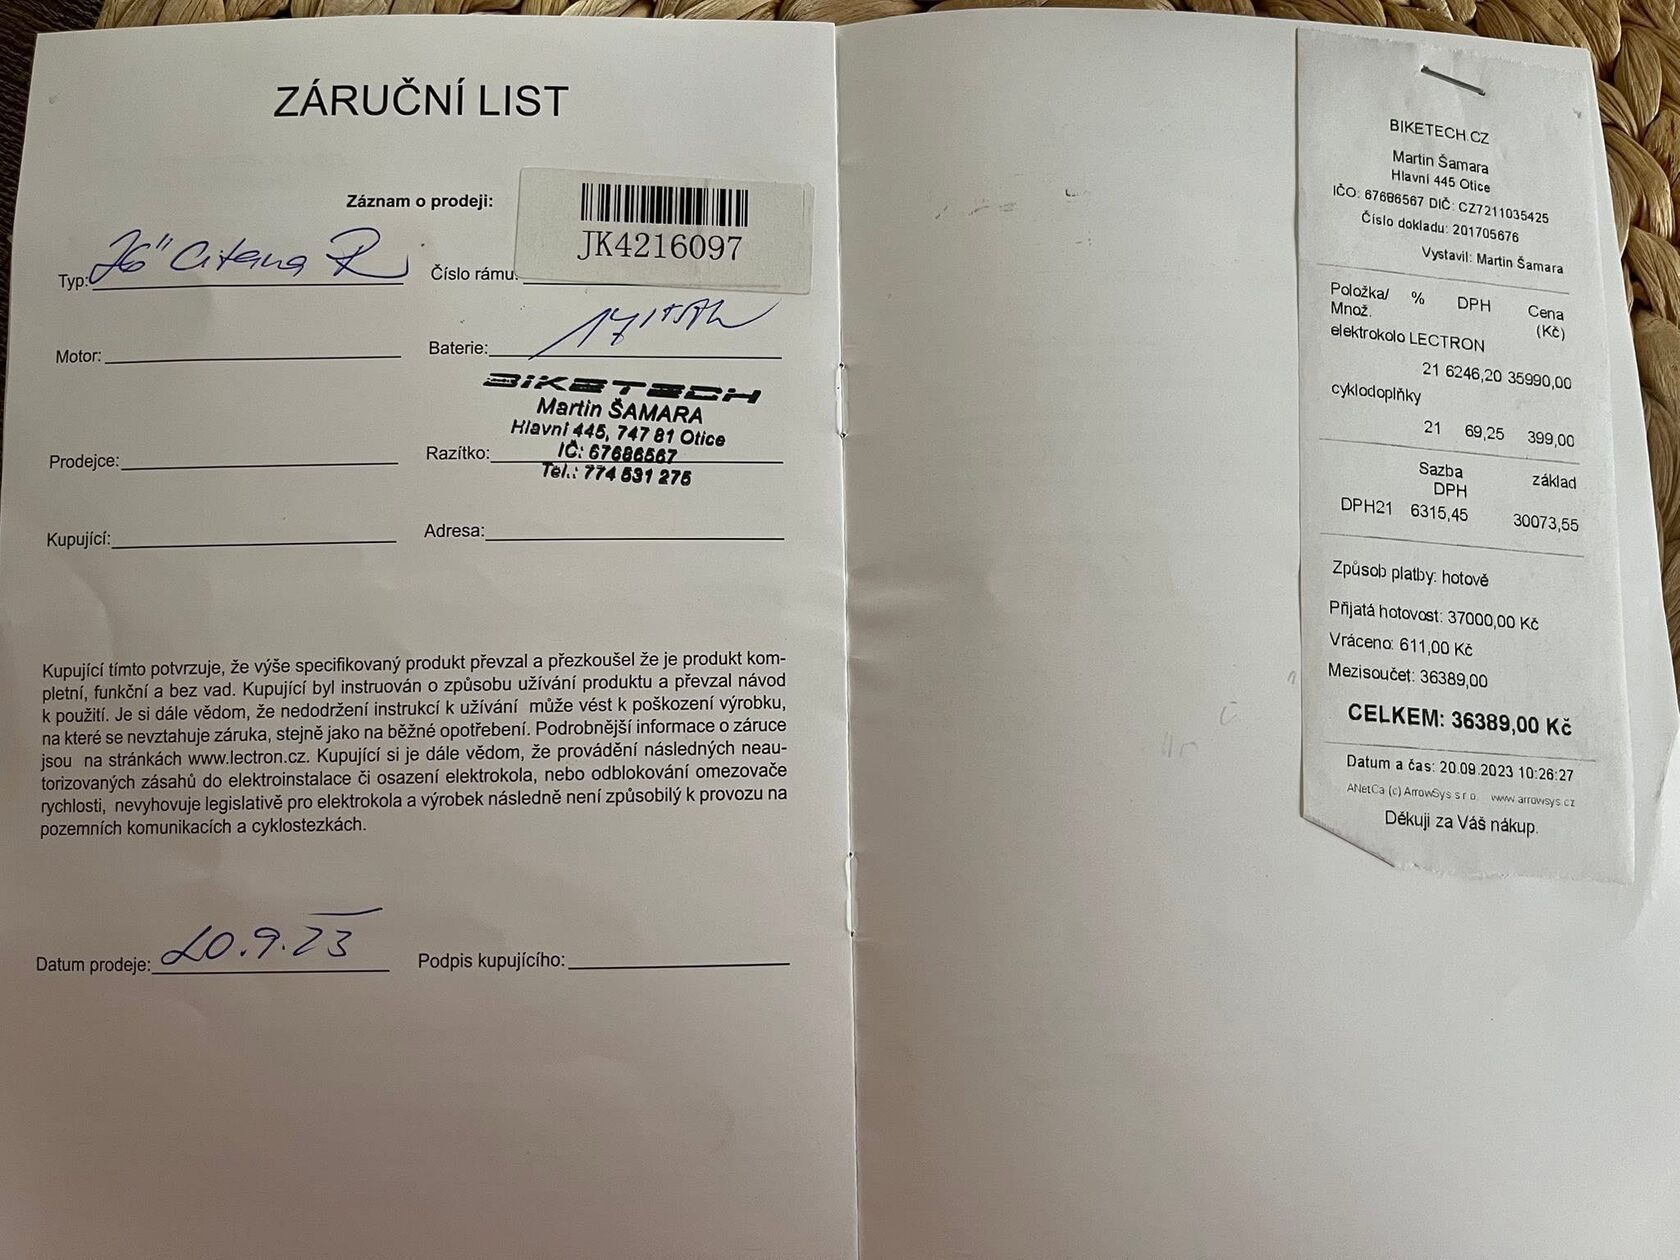 ZÁRUČNÍ LIST
Záznam o prodeji:
JK4216097
Typ: 26" Citana R
Číslo rámu:
Motor:
Baterie: 17
BIKETECH
Martin ŠAMARA
Hlavní 445, 747 81 Otice
IČ: 67686567
Tel.: 774 531 275
Prodejce:
Razítko:
Kupující:
Adresa:
Kupující tímto potvrzuje, že výše specifikovaný produkt převzal a přezkoušel že je produkt kom-
pletní, funkční a bez vad. Kupující byl instruován o způsobu užívání produktu a převzal návod
k použití. Je si dále vědom, že nedodržení instrukcí k užívání může vést k poškození výrobku,
na které se nevztahuje záruka, stejně jako na běžné opotřebení. Podrobnější informace o záruce
jsou na stránkách www.lectron.cz. Kupující si je dále vědom, že provádění následných neau-
torizovaných zásahů do elektroinstalace či osazení elektrokola, nebo odblokování omezovače
rychlosti, nevyhovuje legislativě pro elektrokola a výrobek následně není způsobilý k provozu na
pozemních komunikacích a cyklostezkách.
Datum prodeje: 20.9.23
Podpis kupujícího:
BIKETECH.CZ
Martin Šamara
Hlavní 445 Otice
IČO: 67686567 DIČ: CZ7211035425
Číslo dokladu: 201705676
Vystavil: Martin Šamara
Položka/ % DPH Cena
Množ. (Kč)
elektrokolo LECTRON
21 6246,20 35990,00
cyklodoplňky
21 69,25 399,00
Sazba základ
DPH
DPH21 6315,45 30073,55
Způsob platby: hotově
Přijatá hotovost: 37000,00 Kč
Vráceno: 611,00 Kč
Mezisoučet: 36389,00
CELKEM: 36389,00 Kč
Datum a čas: 20.09.2023 10:26:27
ANetCa (c) ArrowSys s.r.o. www.arrowsys.cz
Děkuji za Váš nákup.